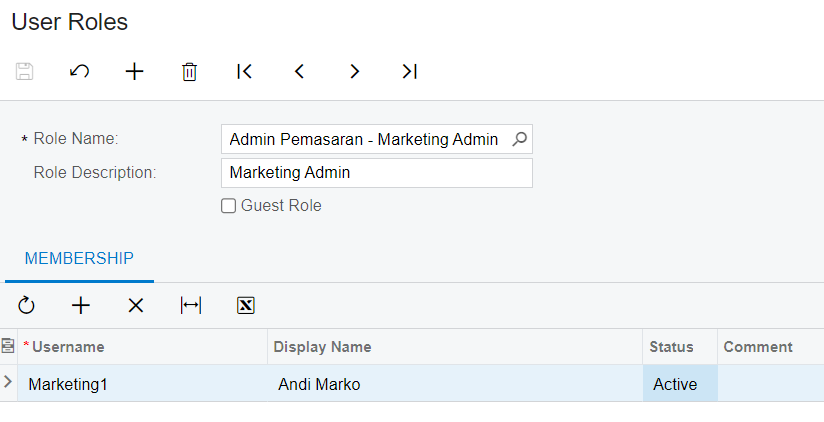 User Roles
* Role Name: Admin Pemasaran - Marketing Admin
Role Description: Marketing Admin
Guest Role
MEMBERSHIP
* Username Display Name Status Comment
Marketing1 Andi Marko Active